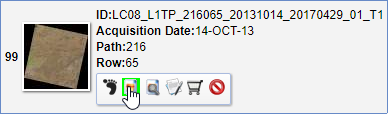 ID:LC08_L1TP_216065_20131014_20170429_01_T1
Acquisition Date:14-OCT-13
Path:216
99
Row:65